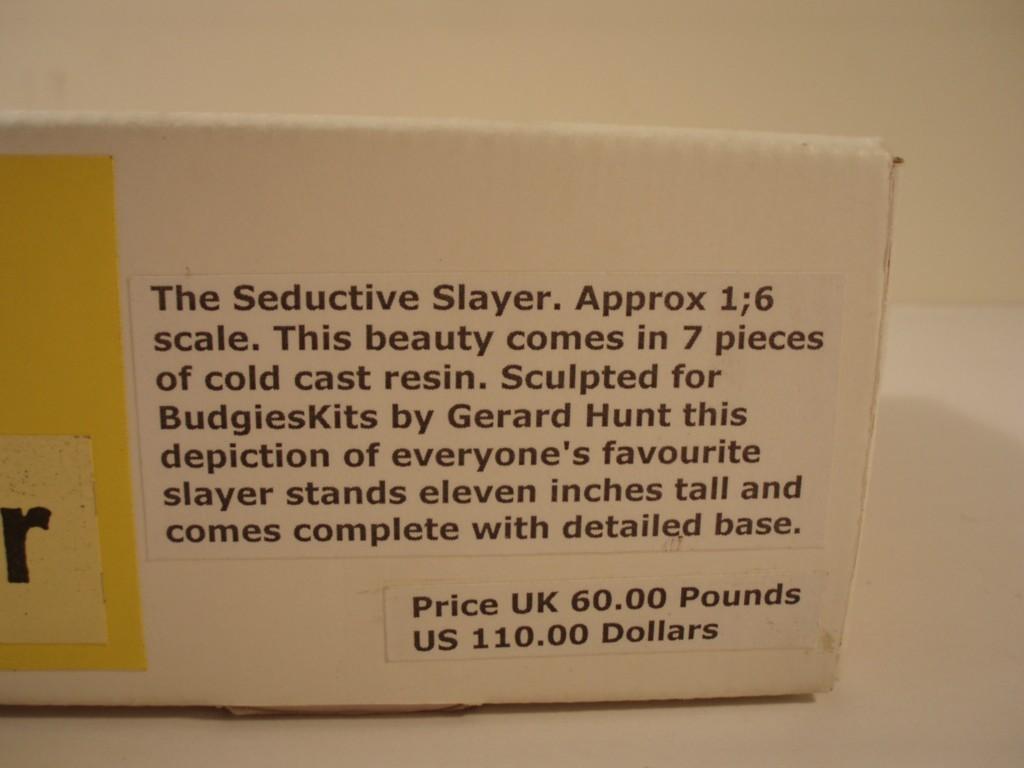 The Seductive Slayer. Approx 1;6
scale. This beauty comes in 7 pieces
of cold cast resin. Sculpted for
BudgiesKits by Gerard Hunt this
depiction of everyone's favourite
slayer stands eleven inches tall and
comes complete with detailed base.
r
Price UK 60.00 Pounds
US 110.00 Dollars